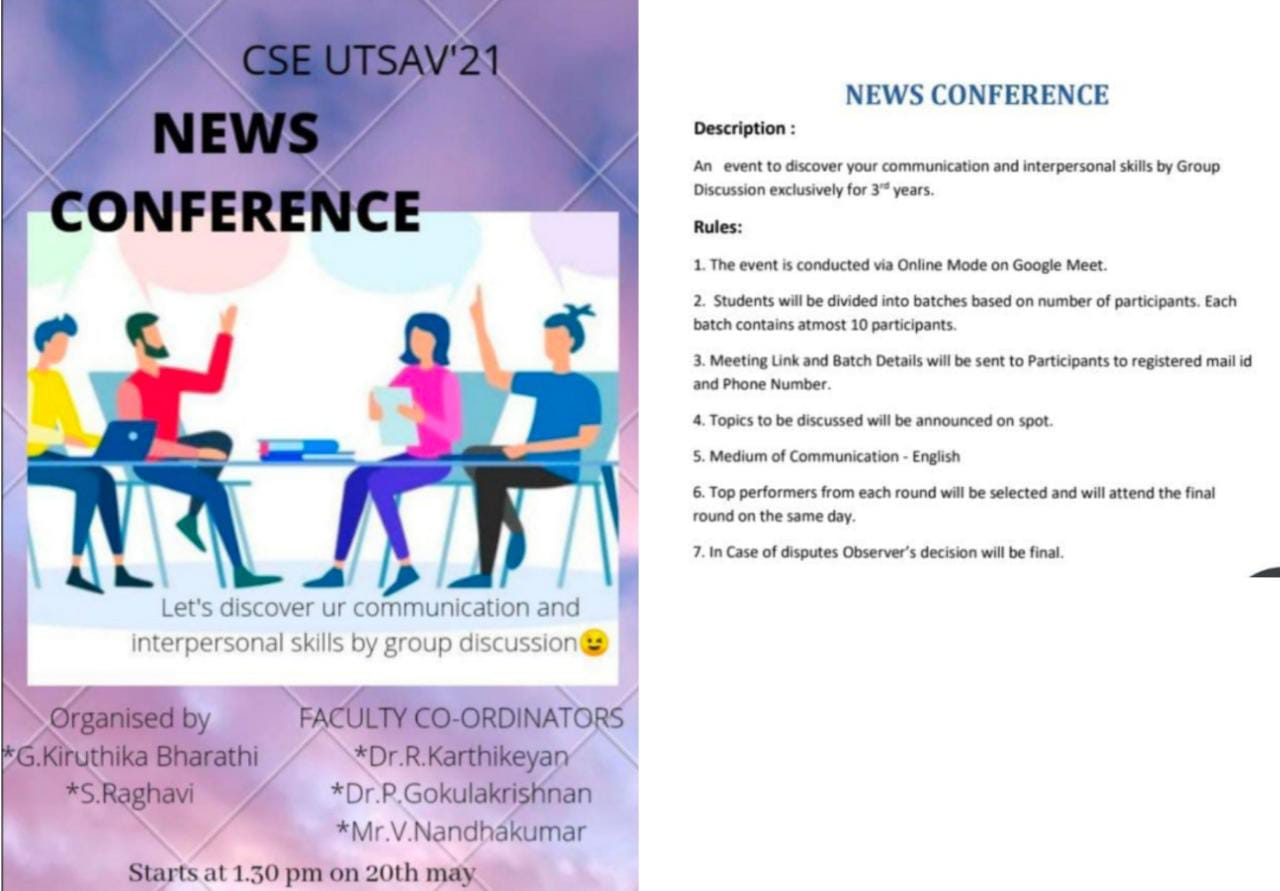 CSE UTSAV'21
NEWS
CONFERENCE
Let's discover ur communication and
interpersonal skills by group discussion😉
Organised by
*G.Kiruthika Bharathi
*S.Raghavi
FACULTY CO-ORDINATORS
*Dr.R.Karthikeyan
*Dr.P.Gokulakrishnan
*Mr.V.Nandhakumar
Starts at 1.30 pm on 20th may
NEWS CONFERENCE
Description :
An event to discover your communication and interpersonal skills by Group
Discussion exclusively for 3rd years.
Rules:
1. The event is conducted via Online Mode on Google Meet.
2. Students will be divided into batches based on number of participants. Each
batch contains atmost 10 participants.
3. Meeting Link and Batch Details will be sent to Participants to registered mail id
and Phone Number.
4. Topics to be discussed will be announced on spot.
5. Medium of Communication - English
6. Top performers from each round will be selected and will attend the final
round on the same day.
7. In Case of disputes Observer's decision will be final.